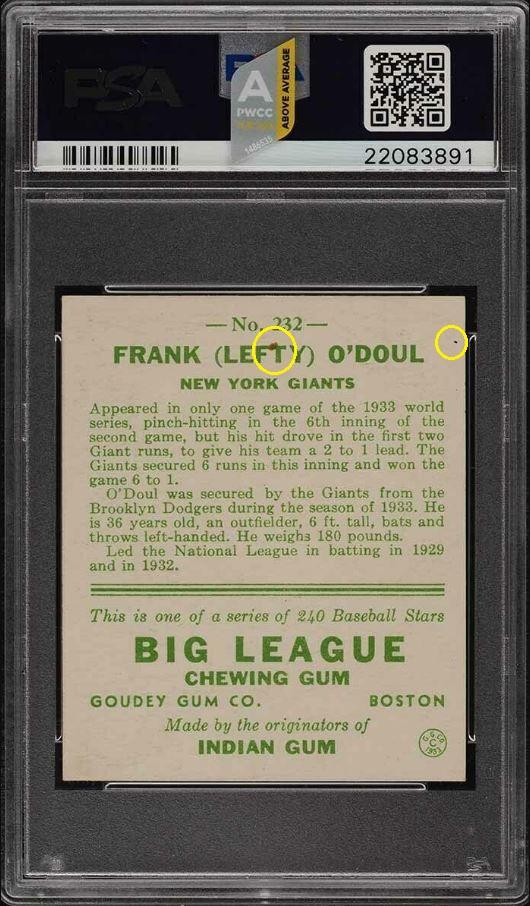 PSA
A
PWCC
ABOVE AVERAGE
22083891
— No. 232 —
FRANK (LEFTY) O'DOUL
NEW YORK GIANTS
Appeared in only one game of the 1933 world
series, pinch-hitting in the 6th inning of the
second game, but his hit drove in the first two
Giant runs, to give his team a 2 to 1 lead. The
Giants secured 6 runs in this inning and won the
game 6 to 1.
O'Doul was secured by the Giants from the
Brooklyn Dodgers during the season of 1933. He
is 36 years old, an outfielder, 6 ft. tall, bats and
throws left-handed. He weighs 180 pounds.
Led the National League in batting in 1929
and in 1932.
This is one of a series of 240 Baseball Stars
BIG LEAGUE
CHEWING GUM
GOUDEY GUM CO. BOSTON
Made by the originators of
INDIAN GUM
G.G.Co
C
1933